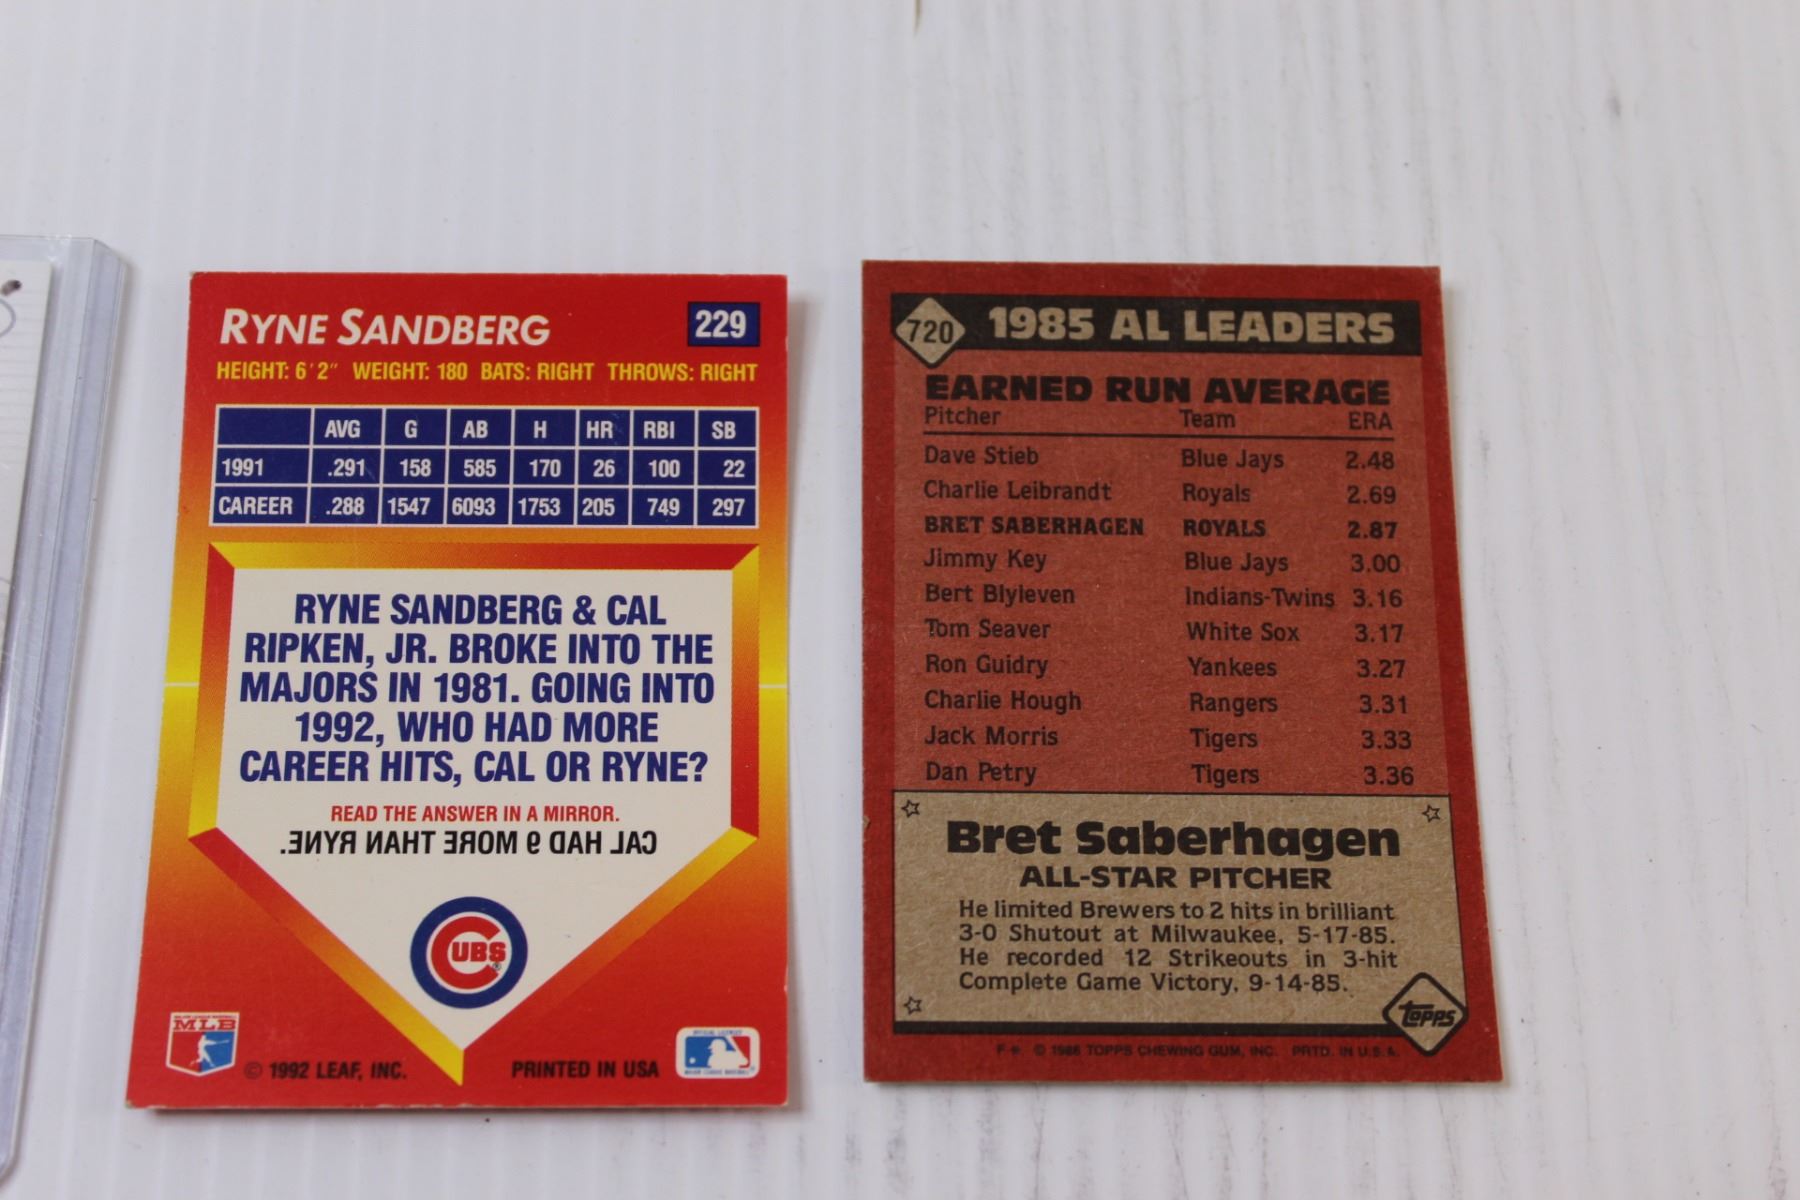 RYNE SANDBERG 229
HEIGHT: 6'2" WEIGHT: 180 BATS: RIGHT THROWS: RIGHT
AVG G AB H HR RBI SB
1991 .291 158 585 170 26 100 22
CAREER .288 1547 6093 1753 205 749 297
RYNE SANDBERG & CAL
RIPKEN, JR. BROKE INTO THE
MAJORS IN 1981. GOING INTO
1992, WHO HAD MORE
CAREER HITS, CAL OR RYNE?
READ THE ANSWER IN A MIRROR.
CAL HAD 9 MORE THAN RYNE.
CUBS
MLB
© 1992 LEAF, INC. PRINTED IN USA
720 1985 AL LEADERS
EARNED RUN AVERAGE
Pitcher Team ERA
Dave Stieb Blue Jays 2.48
Charlie Leibrandt Royals 2.69
BRET SABERHAGEN ROYALS 2.87
Jimmy Key Blue Jays 3.00
Bert Blyleven Indians-Twins 3.16
Tom Seaver White Sox 3.17
Ron Guidry Yankees 3.27
Charlie Hough Rangers 3.31
Jack Morris Tigers 3.33
Dan Petry Tigers 3.36
Bret Saberhagen
ALL-STAR PITCHER
He limited Brewers to 2 hits in brilliant
3-0 Shutout at Milwaukee, 5-17-85.
He recorded 12 Strikeouts in 3-hit
Complete Game Victory, 9-14-85.
topps
F* © 1986 TOPPS CHEWING GUM, INC. PRTD. IN U.S.A.